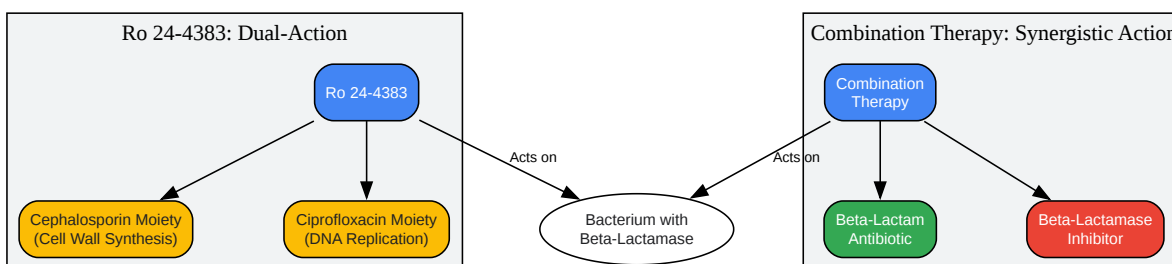 Ro 24-4383: Dual-Action
Combination Therapy: Synergistic Action
Ro 24-4383
Combination
Therapy
Acts on
Acts on
Cephalosporin Moiety
(Cell Wall Synthesis)
Ciprofloxacin Moiety
(DNA Replication)
Bacterium with
Beta-Lactamase
Beta-Lactam
Antibiotic
Beta-Lactamase
Inhibitor